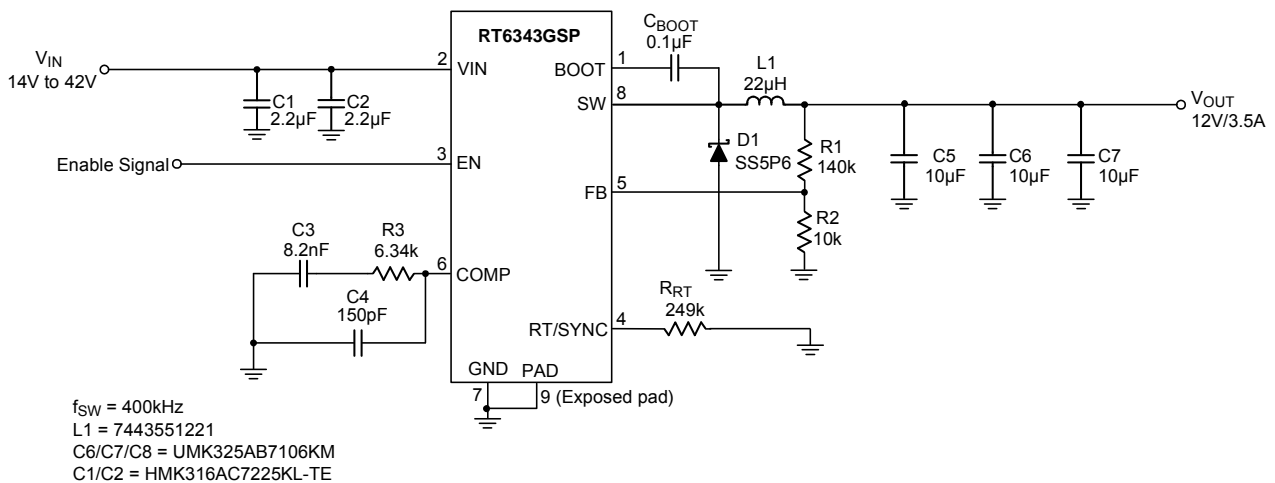 RT6343GSP
VIN
14V to 42V
2
VIN
C1
2.2µF
C2
2.2µF
Enable Signal
3
EN
C3
8.2nF
R3
6.34k
6
COMP
C4
150pF
BOOT
1
CBOOT
0.1µF
SW
8
L1
22µH
D1
SS5P6
R1
140k
FB
5
R2
10k
C5
10µF
C6
10µF
C7
10µF
VOUT
12V/3.5A
RT/SYNC
4
RRT
249k
GND
PAD
7
9 (Exposed pad)
fSW = 400kHz
L1 = 7443551221
C6/C7/C8 = UMK325AB7106KM
C1/C2 = HMK316AC7225KL-TE